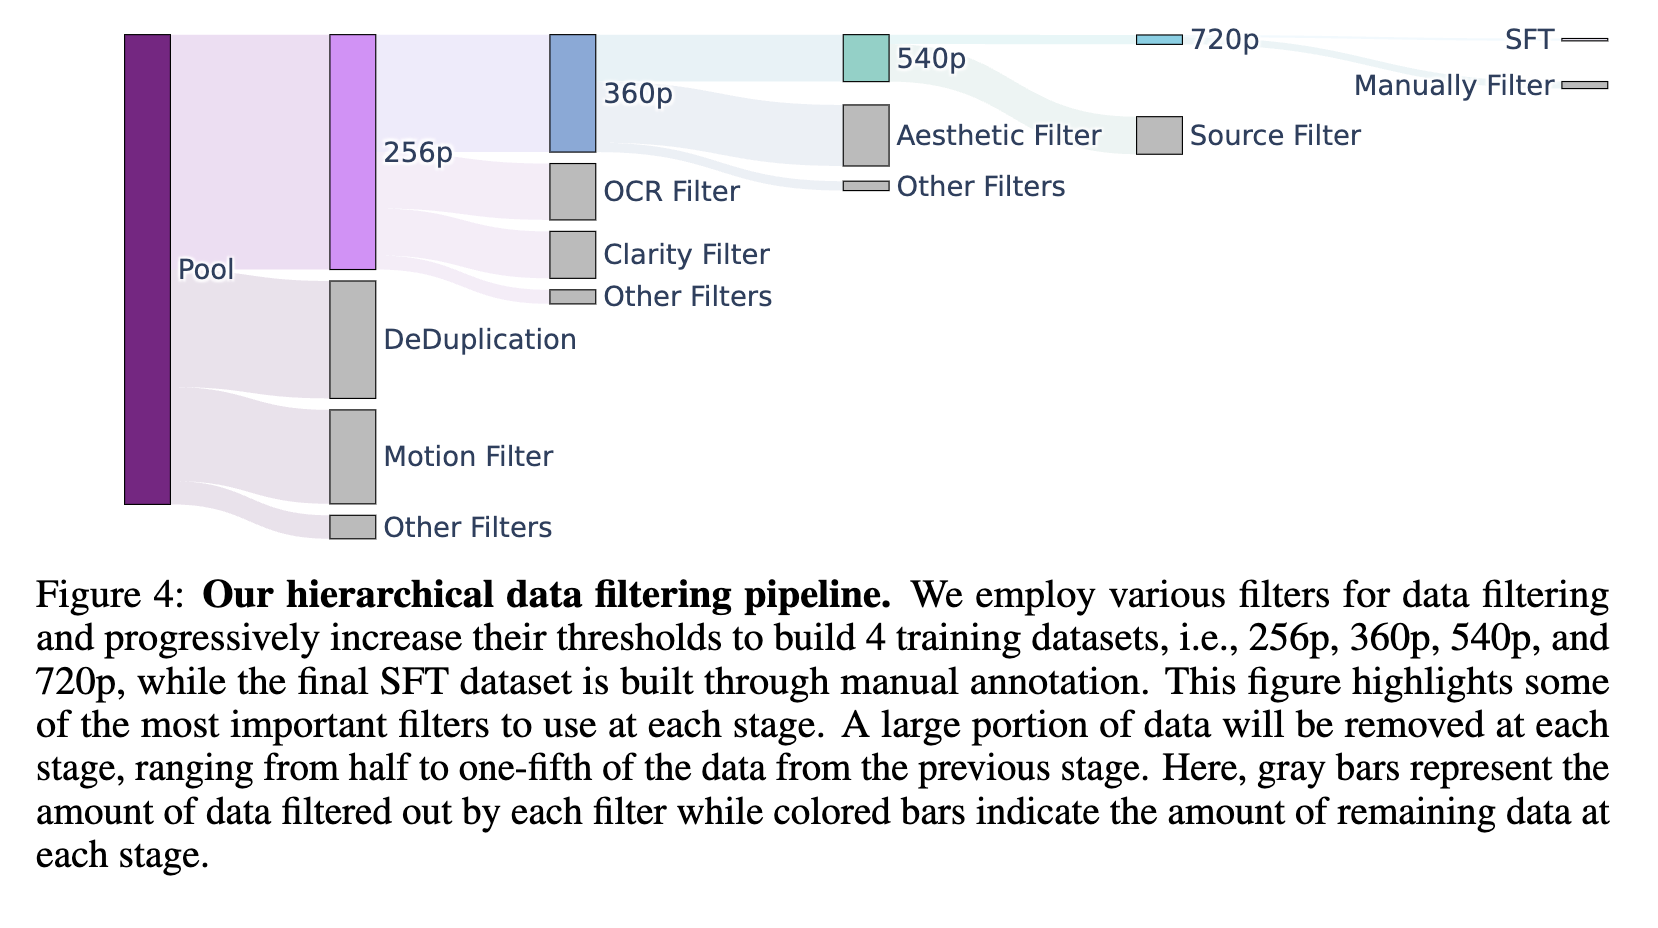 Pool
256p
DeDuplication
Motion Filter
Other Filters
360p
OCR Filter
Clarity Filter
Other Filters
540p
Aesthetic Filter
Other Filters
720p
Source Filter
SFT
Manually Filter
Figure 4: Our hierarchical data filtering pipeline. We employ various filters for data filtering
and progressively increase their thresholds to build 4 training datasets, i.e., 256p, 360p, 540p, and
720p, while the final SFT dataset is built through manual annotation. This figure highlights some
of the most important filters to use at each stage. A large portion of data will be removed at each
stage, ranging from half to one-fifth of the data from the previous stage. Here, gray bars represent the
amount of data filtered out by each filter while colored bars indicate the amount of remaining data at
each stage.